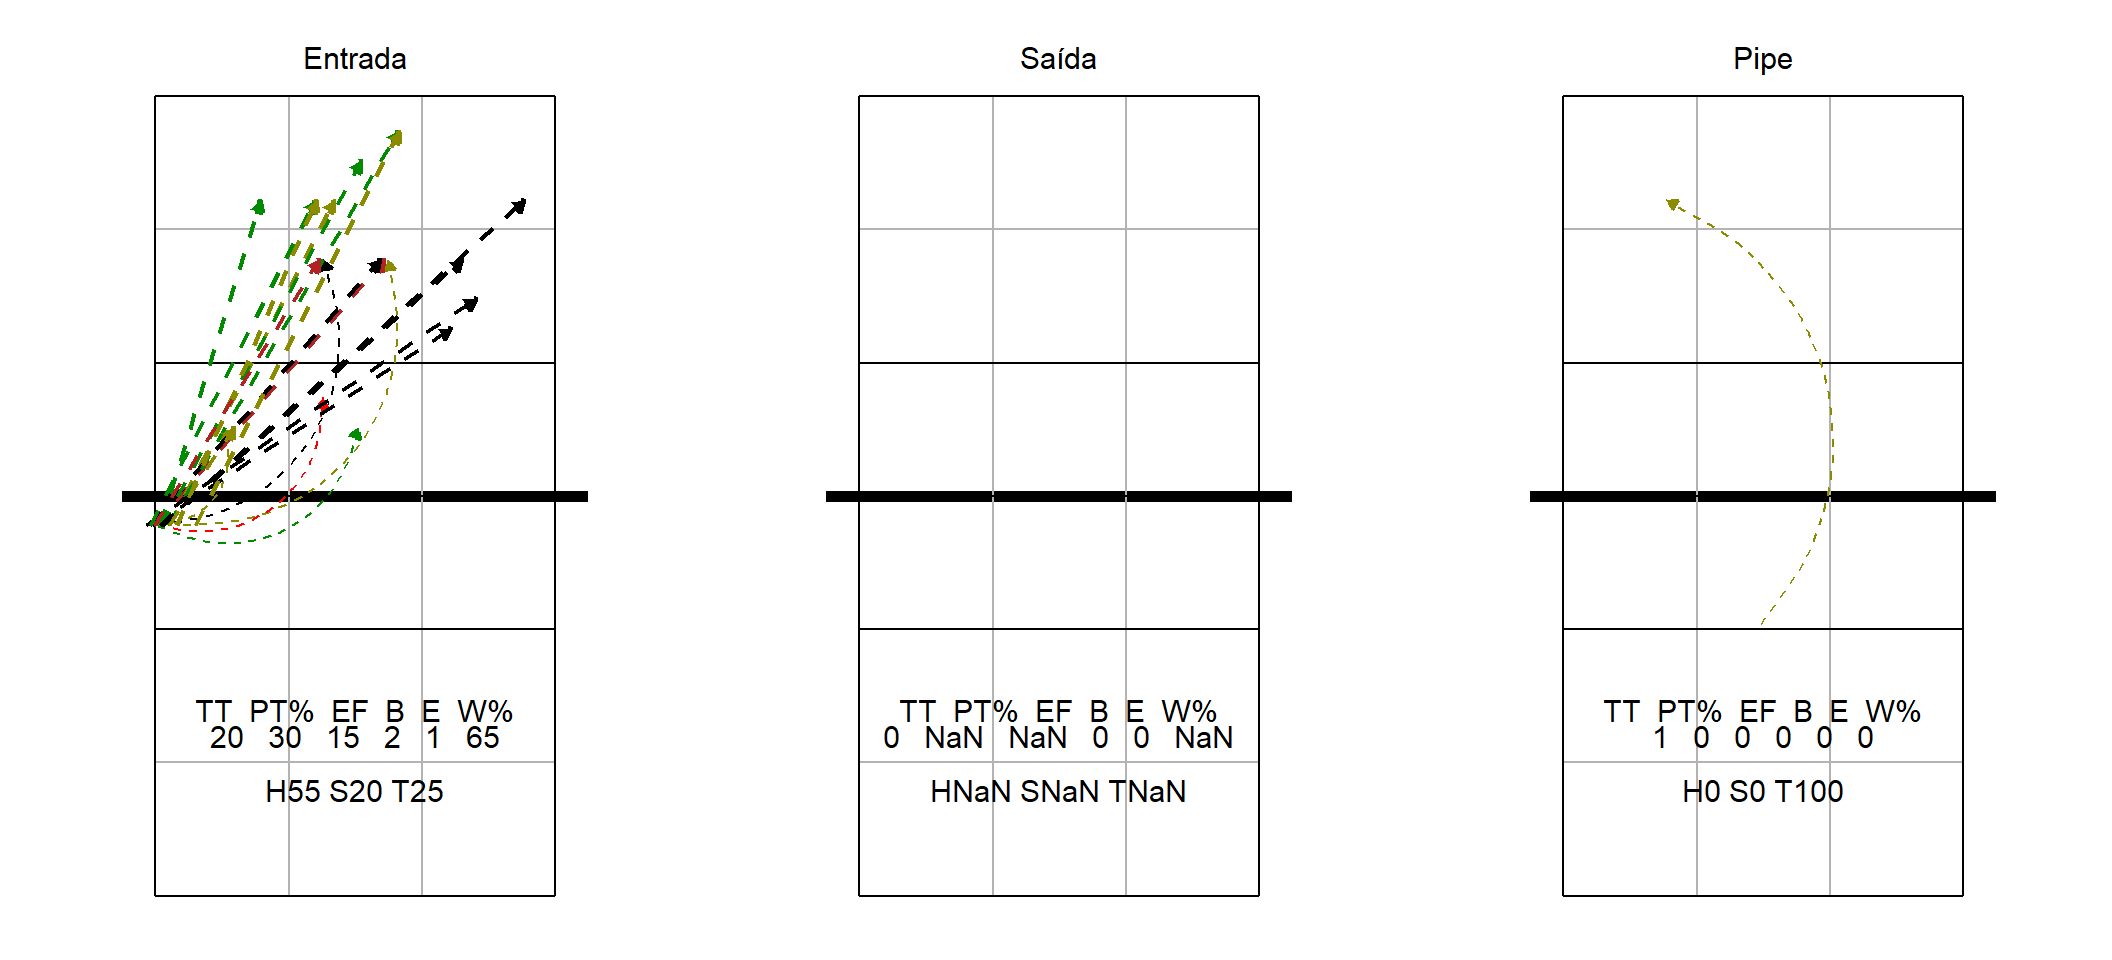 Entrada
TT PT% EF B E W%
20 30 15 2 1 65
H55 S20 T25
Saída
TT PT% EF B E W%
0 NaN NaN 0 0 NaN
HNaN SNaN TNaN
Pipe
TT PT% EF B E W%
1 0 0 0 0 0
H0 S0 T100